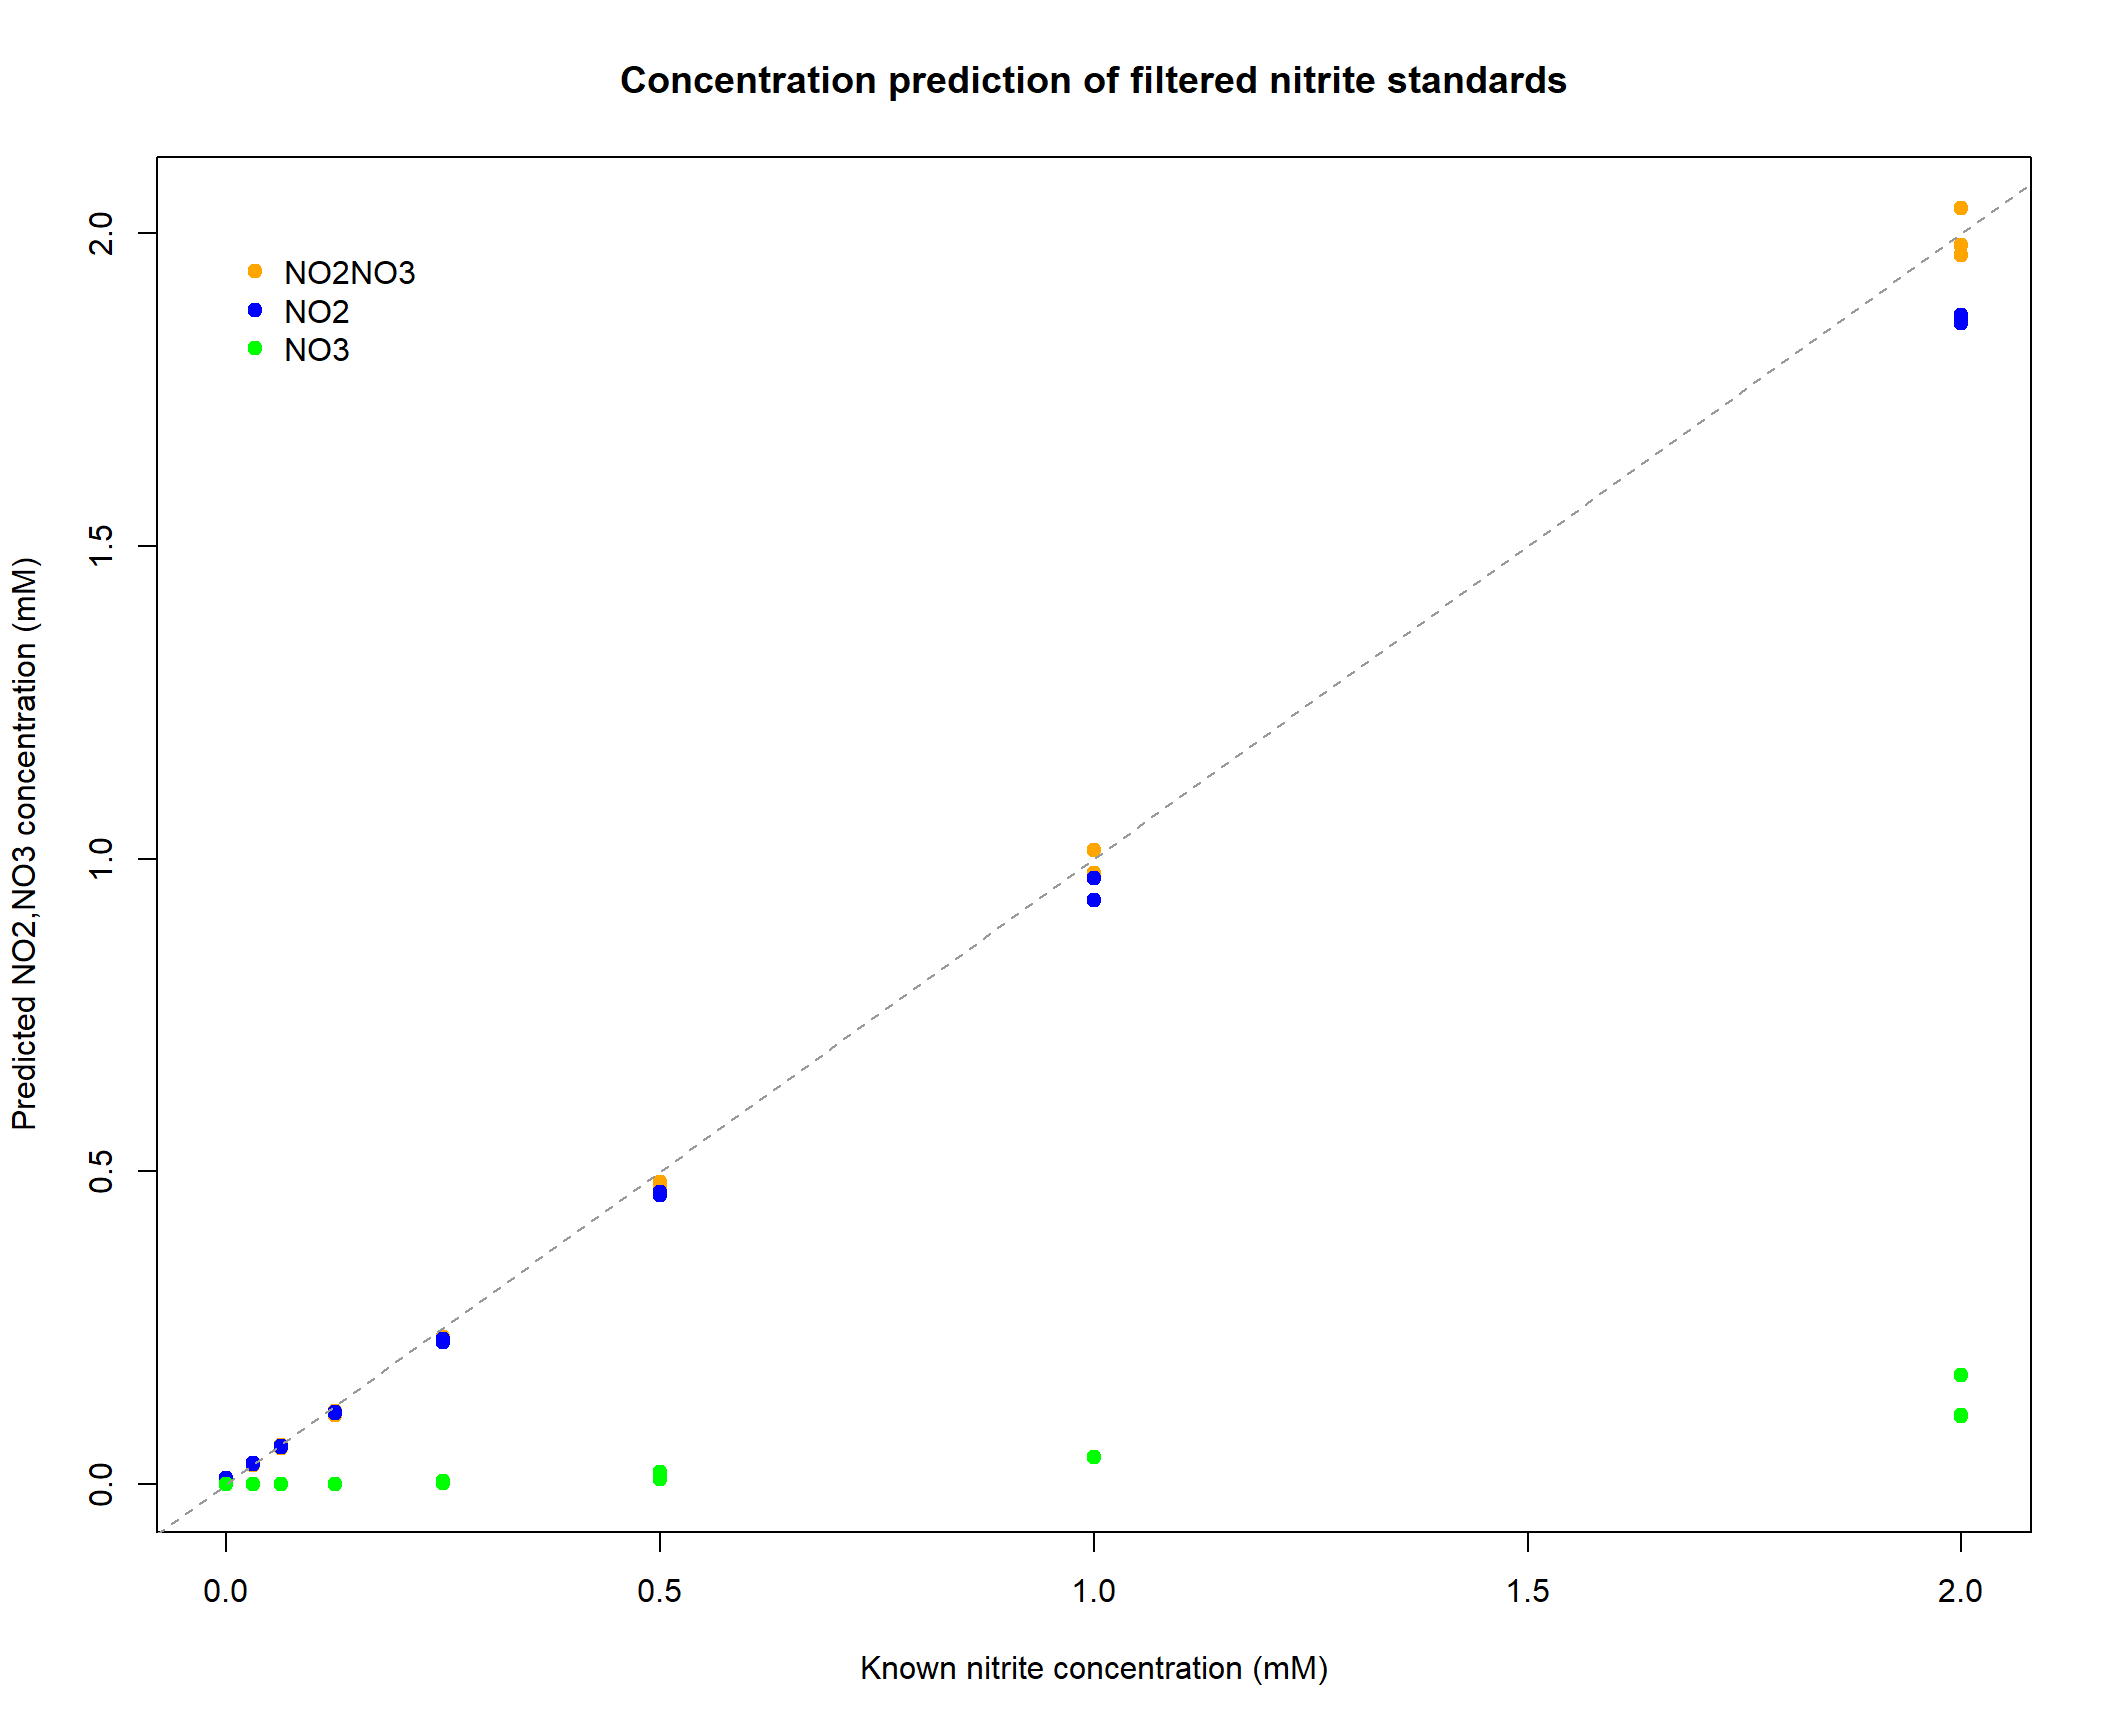 Concentration prediction of filtered nitrite standards
NO2NO3
NO2
NO3
Predicted NO2,NO3 concentration (mM)
2.0
1.5
1.0
0.5
0.0
0.0 0.5 1.0 1.5 2.0
Known nitrite concentration (mM)